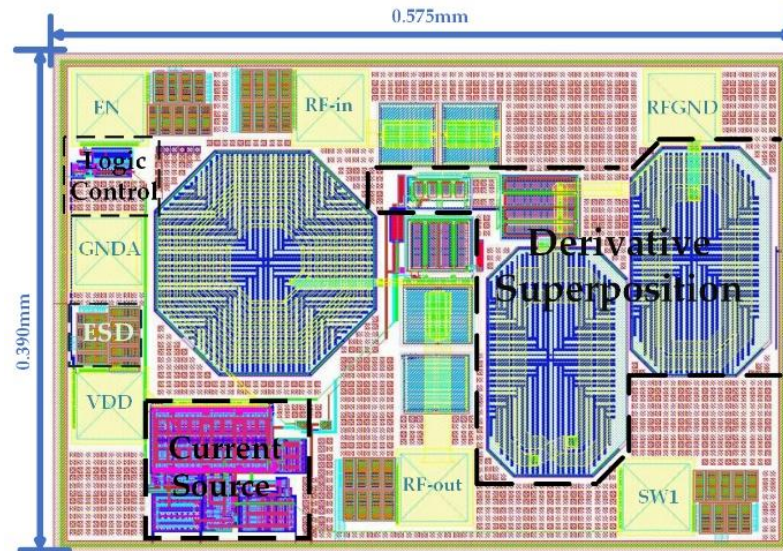 0.575mm
0.390mm
EN
RF-in
RFGND
Logic
Control
GNDA
Derivative
Superposition
ESD
VDD
Current
Source
RF-out
SW1